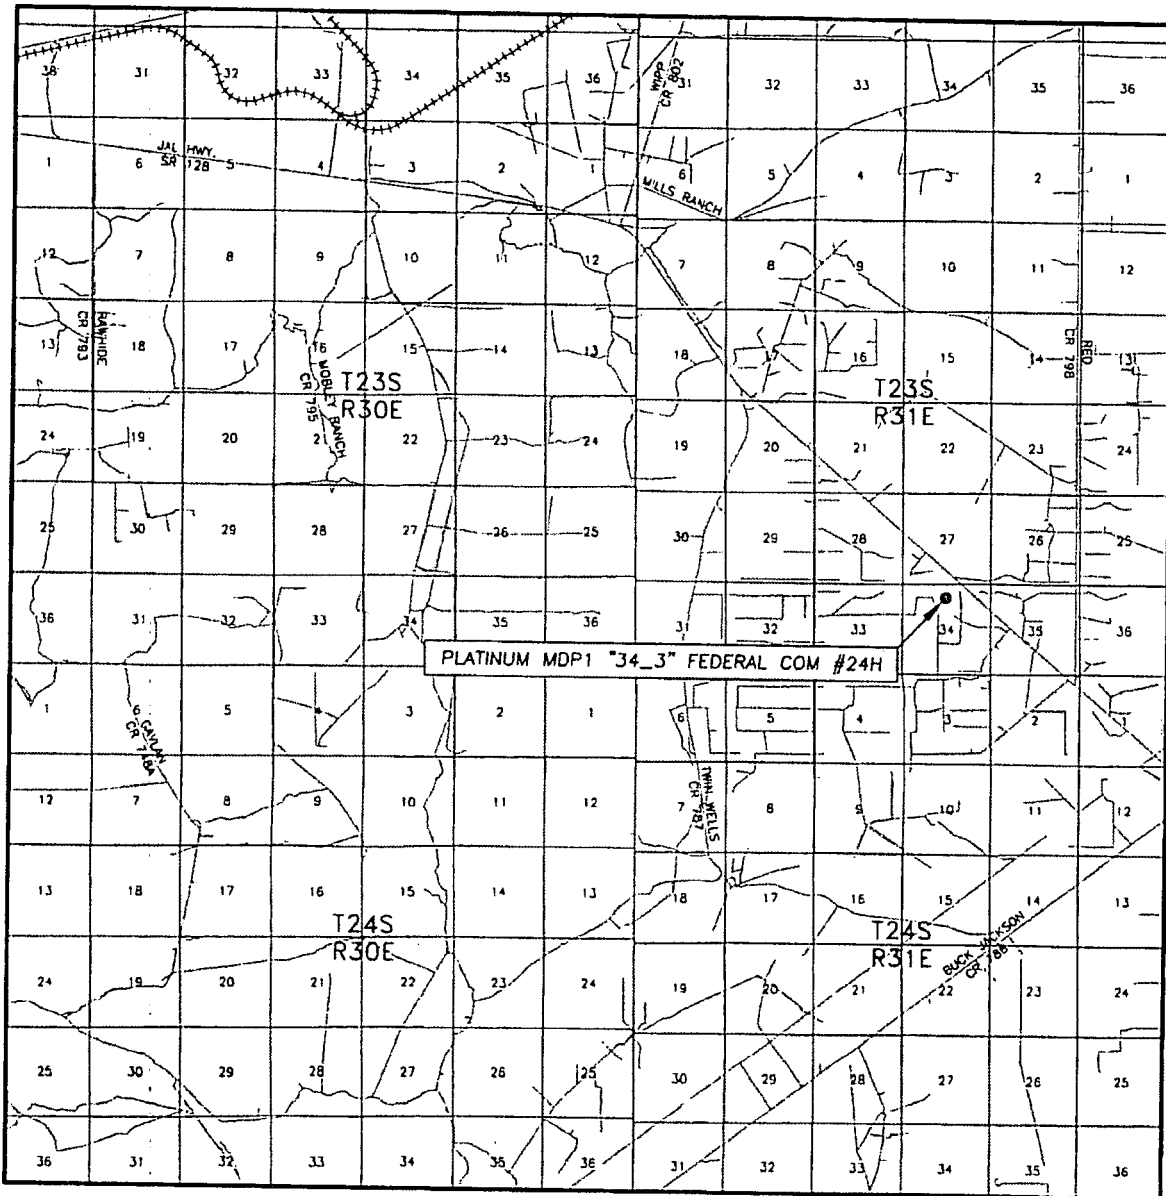 36 31 32 33 34 35 36 31 32 33 34 35 36
WIPP
CR 802
JAL HWY.
SR 128
1 6 5 4 3 2 1 6 5 4 3 2 1
MILLS RANCH
12 7 8 9 10 11 12 7 8 9 10 11 12
RAWHIDE
CR 793
RED
CR 798
13 18 17 16 15 14 13 18 17 16 15 14 13
MOBLEY RANCH
CR 795
T23S
R30E
T23S
R31E
24 19 20 21 22 23 24 19 20 21 22 23 24
25 30 29 28 27 26 25 30 29 28 27 26 25
36 31 32 33 34 35 36 31 32 33 34 35 36
PLATINUM MDP1 "34_3" FEDERAL COM #24H
1 6 5 4 3 2 1 6 5 4 3 2 1
CR 748A
TWIN WELLS
CR 787
12 7 8 9 10 11 12 7 8 9 10 11 12
13 18 17 16 15 14 13 18 17 16 15 14 13
T24S
R30E
T24S
R31E
BUCK JACKSON
24 19 20 21 22 23 24 19 20 21 22 23 24
25 30 29 28 27 26 25 30 29 28 27 26 25
36 31 32 33 34 35 36 31 32 33 34 35 36